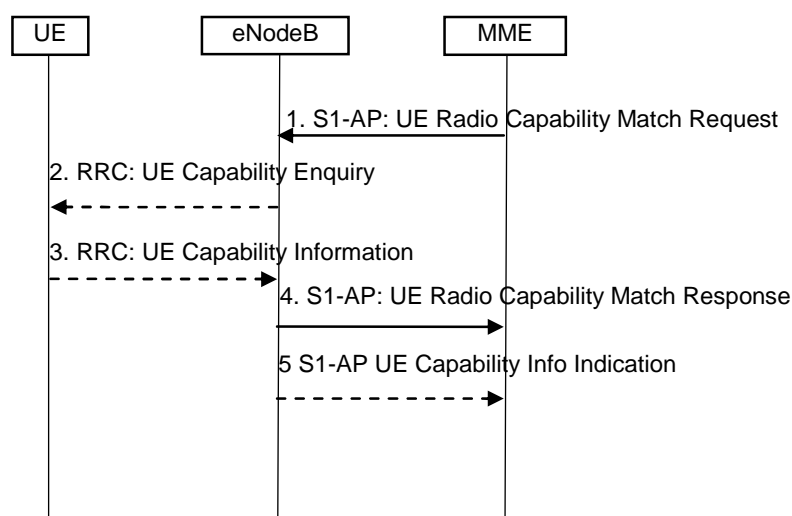 UE
eNodeB
MME
1. S1-AP: UE Radio Capability Match Request
2. RRC: UE Capability Enquiry
3. RRC: UE Capability Information
4. S1-AP: UE Radio Capability Match Response
5 S1-AP UE Capability Info Indication